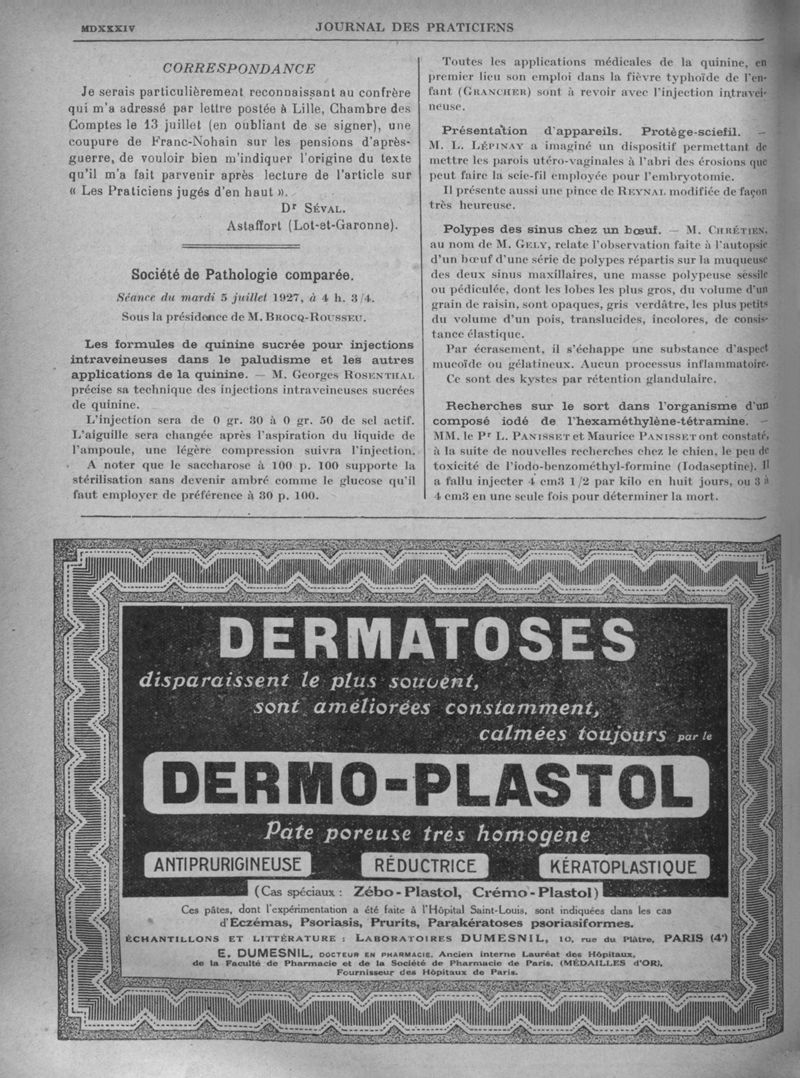 MDXXXIV
JOURNAL DES PRATICIENS
CORRESPONDANCE
Je serais particulièrement reconnaissant au confrère
qui m'a adressé par lettre postée à Lille, Chambre des
Comptes le 13 juillet (en oubliant de se signer), une
coupure de Franc-Nohain sur les pensions d'après-
guerre, de vouloir bien m'indiquer l'origine du texte
qu'il m'a fait parvenir après lecture de l'article sur
« Les Praticiens jugés d'en haut ».
Dr SÉVAL.
Astaffort (Lot-et-Garonne).
Société de Pathologie comparée.
Séance du mardi 5 juillet 1927, à 4 h. 3/4.
Sous la présidence de M. BROCQ-ROUSSEU.
Les formules de quinine sucrée pour injections
intraveineuses dans le paludisme et les autres
applications de la quinine. — M. Georges ROSENTHAL
précise sa technique des injections intraveineuses sucrées
de quinine.
L'injection sera de 0 gr. 30 à 0 gr. 50 de sel actif.
L'aiguille sera changée après l'aspiration du liquide de
l'ampoule, une légère compression suivra l'injection.
A noter que le saccharose à 100 p. 100 supporte la
stérilisation sans devenir ambré comme le glucose qu'il
faut employer de préférence à 30 p. 100.
Toutes les applications médicales de la quinine, en
premier lieu son emploi dans la fièvre typhoïde de l'en-
fant (GRANCHER) sont à revoir avec l'injection intravei-
neuse.
Présentation d'appareils. Protège-sciefil. —
M. L. LÉPINAY a imaginé un dispositif permettant de
mettre les parois utéro-vaginales à l'abri des érosions que
peut faire la scie-fil employée pour l'embryotomie.
Il présente aussi une pince de REYNAL modifiée de façon
très heureuse.
Polypes des sinus chez un bœuf. — M. CHRÉTIEN,
au nom de M. GELY, relate l'observation faite à l'autopsie
d'un bœuf d'une série de polypes répartis sur la muqueuse
des deux sinus maxillaires, une masse polypeuse sessile
ou pédiculée, dont les lobes les plus gros, du volume d'un
grain de raisin, sont opaques, gris verdâtre, les plus petits
du volume d'un pois, translucides, incolores, de consis-
tance élastique.
Par écrasement, il s'échappe une substance d'aspect
mucoïde ou gélatineux. Aucun processus inflammatoire.
Ce sont des kystes par rétention glandulaire.
Recherches sur le sort dans l'organisme d'un
composé iodé de l'hexaméthylène-tétramine. —
MM. le Pr L. PANISSET et Maurice PANISSET ont constaté,
à la suite de nouvelles recherches chez le chien, le peu de
toxicité de l'iodo-benzométhyl-formine (Iodaseptine). Il
a fallu injecter 4 cm3 1/2 par kilo en huit jours, ou 3 à
4 cm3 en une seule fois pour déterminer la mort.
DERMATOSES
disparaissent le plus souvent,
sont améliorées constamment,
calmées toujours par le
DERMO-PLASTOL
Pâte poreuse très homogène
ANTIPRURIGINEUSE RÉDUCTRICE KÉRATOPLASTIQUE
(Cas spéciaux : Zébo-Plastol, Crémo-Plastol)
Ces pâtes, dont l'expérimentation a été faite à l'Hôpital Saint-Louis, sont indiquées dans les cas
d'Eczémas, Psoriasis, Prurits, Parakératoses psoriasiformes.
ÉCHANTILLONS ET LITTÉRATURE : LABORATOIRES DUMESNIL, 10, rue du Plâtre, PARIS (4e)
E. DUMESNIL, DOCTEUR EN PHARMACIE, Ancien interne Lauréat des Hôpitaux,
de la Faculté de Pharmacie et de la Société de Pharmacie de Paris. (MÉDAILLES d'OR),
Fournisseur des Hôpitaux de Paris.